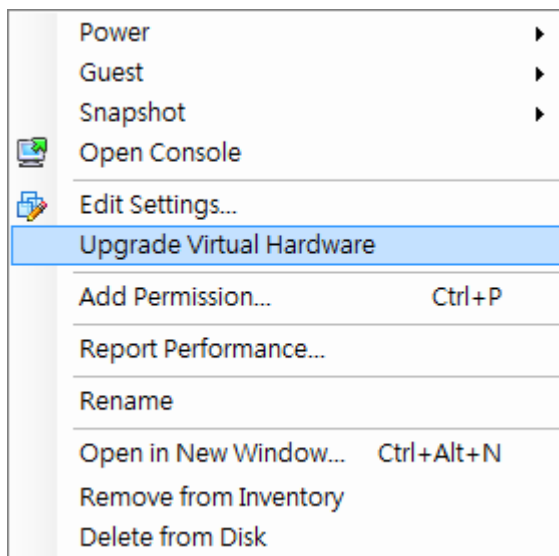 Power
Guest
Snapshot
Open Console
Edit Settings...
Upgrade Virtual Hardware
Add Permission... Ctrl+P
Report Performance...
Rename
Open in New Window... Ctrl+Alt+N
Remove from Inventory
Delete from Disk